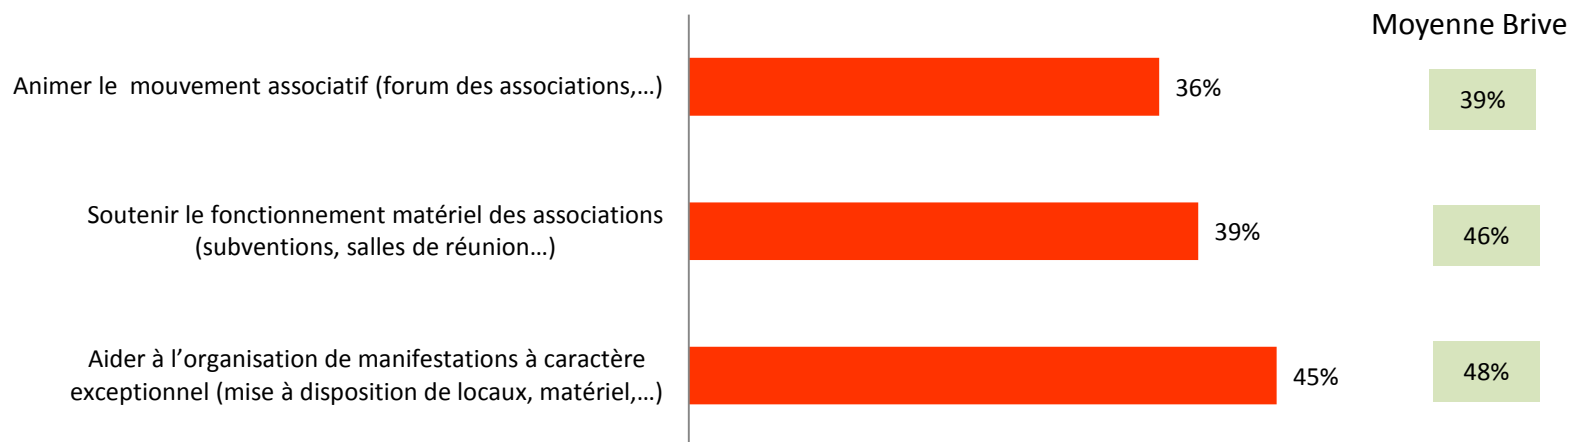 Moyenne Brive
Animer le  mouvement associatif (forum des associations,…)
36%
39%
Soutenir le fonctionnement matériel des associations
(subventions, salles de réunion…)
39%
46%
Aider à l’organisation de manifestations à caractère
exceptionnel (mise à disposition de locaux, matériel,…)
45%
48%